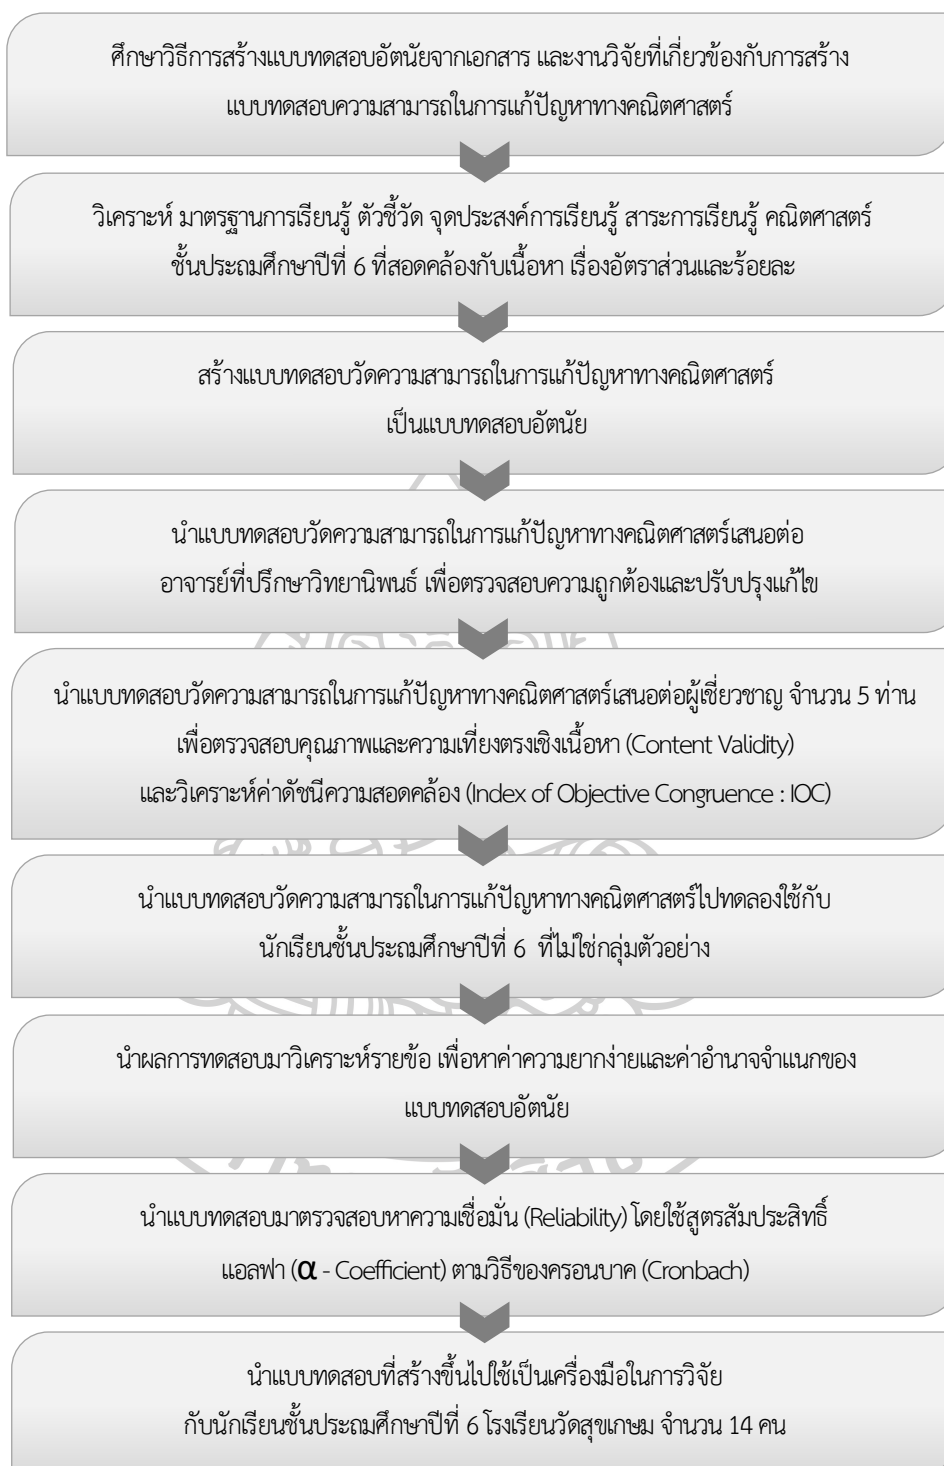 ศึกษาวิธีการสร้างแบบทดสอบอัตนัยจากเอกสาร และงานวิจัยที่เกี่ยวข้องกับการสร้าง
แบบทดสอบความสามารถในการแก้ปัญหาทางคณิตศาสตร์
วิเคราะห์ มาตรฐานการเรียนรู้ ตัวชี้วัด จุดประสงค์การเรียนรู้ สาระการเรียนรู้ คณิตศาสตร์
ชั้นประถมศึกษาปีที่ 6 ที่สอดคล้องกับเนื้อหา เรื่องอัตราส่วนและร้อยละ
สร้างแบบทดสอบวัดความสามารถในการแก้ปัญหาทางคณิตศาสตร์
เป็นแบบทดสอบอัตนัย
นำแบบทดสอบวัดความสามารถในการแก้ปัญหาทางคณิตศาสตร์เสนอต่อ
อาจารย์ที่ปรึกษาวิทยานิพนธ์ เพื่อตรวจสอบความถูกต้องและปรับปรุงแก้ไข
นำแบบทดสอบวัดความสามารถในการแก้ปัญหาทางคณิตศาสตร์เสนอต่อผู้เชี่ยวชาญ จำนวน 5 ท่าน
เพื่อตรวจสอบคุณภาพและความเที่ยงตรงเชิงเนื้อหา (Content Validity)
และวิเคราะห์ค่าดัชนีความสอดคล้อง (Index of Objective Congruence : IOC)
นำแบบทดสอบวัดความสามารถในการแก้ปัญหาทางคณิตศาสตร์ไปทดลองใช้กับ
นักเรียนชั้นประถมศึกษาปีที่ 6 ที่ไม่ใช่กลุ่มตัวอย่าง
นำผลการทดสอบมาวิเคราะห์รายข้อ เพื่อหาค่าความยากง่ายและค่าอำนาจจำแนกของ
แบบทดสอบอัตนัย
นำแบบทดสอบมาตรวจสอบหาความเชื่อมั่น (Reliability) โดยใช้สูตรสัมประสิทธิ์
แอลฟา (α - Coefficient) ตามวิธีของครอนบาค (Cronbach)
นำแบบทดสอบที่สร้างขึ้นไปใช้เป็นเครื่องมือในการวิจัย
กับนักเรียนชั้นประถมศึกษาปีที่ 6 โรงเรียนวัดสุขเกษม จำนวน 14 คน